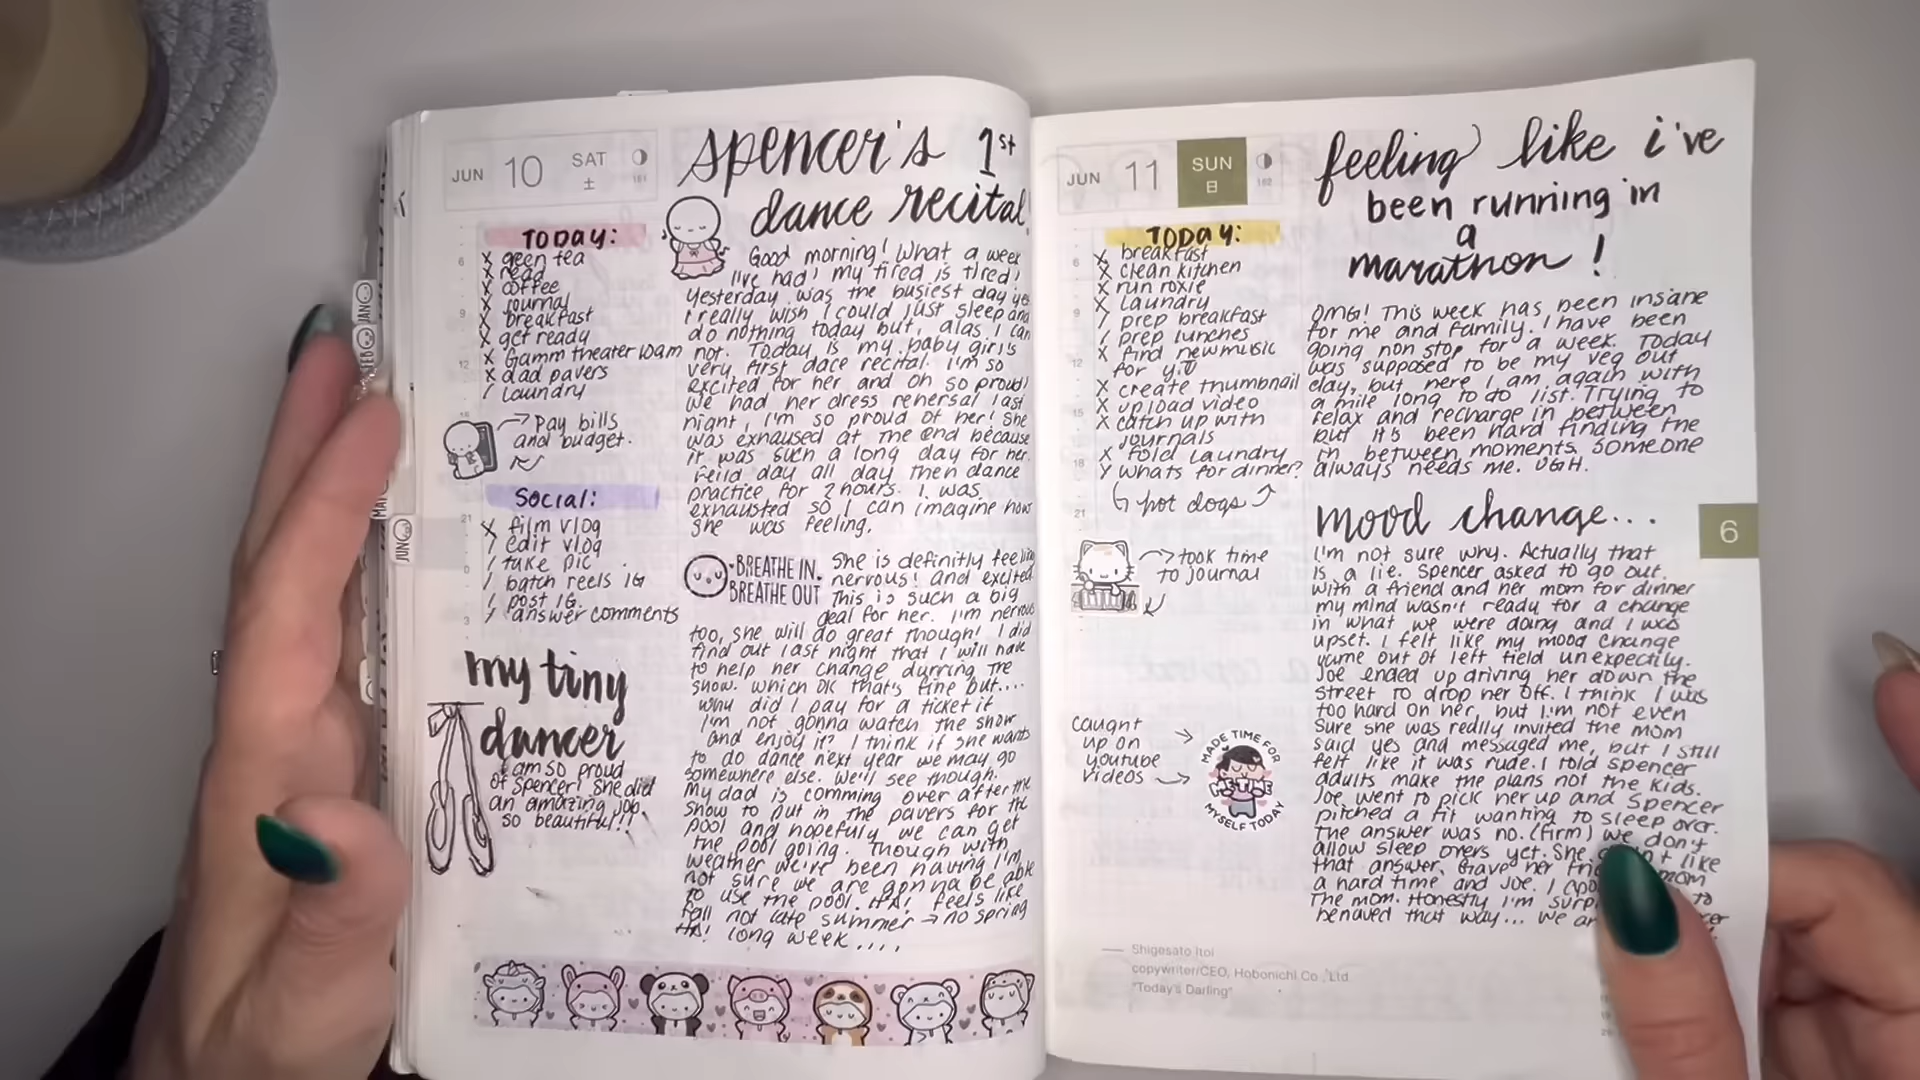 JUN 10 SAT
土
161
TODAY:
x geen tea
x read
x coffee
x journal
x breakfast
x get ready
x Gamm theater 10am
x dad pavers
/ laundry
→ Pay bills
and budget.
Social:
x film vlog
/ edit vlog
/ take pic
/ batch reels IG
/ post IG
/ answer comments
my tiny
dancer
I am so proud
of Spencer! She did
an amazing job.
so beautiful!!
spencer's 1st
dance recital!
Good morning! What a week
I've had! my tired is tired!
Yesterday was the busiest day yet
I really wish I could just sleep and
do nothing today but, alas I can
not. Today is my baby girls
very first dace recital. I'm so
excited for her and oh so proud!
We had her dress rehersal last
night, I'm so proud of her! She
was exhaused at the end because
it was such a long day for her.
Feild day all day then dance
practice for 2 hours. I was
exhausted so I can imagine how
she was feeling.
BREATHE IN.
BREATHE OUT
She is definitly feeling
nervous! and excited
This is such a big
deal for her. I'm nervous
too, she will do great though! I did
find out last night that I will have
to help her change durring the
show. which OK that's fine but....
why did I pay for a ticket if
I'm not gonna watch the show
and enjoy it? I think if she wants
to do dance next year we may go
somewhere else. We'll see though.
My dad is comming over after the
show to put in the pavers for the
pool and hopefuly we can get
the pool going. Though with
weather we've been having I'm
not sure we are gonna be able
to use the pool. HA! feels like
fall not late summer → no spring
HA! long week....
JUN 11 SUN
日
162
TODAY:
x breakfast
x clean kitchen
x run roxie
x laundry
/ prep breakfast
/ prep lunches
x find new music
for y.t
x create thumbnail
x upload video
x catch up with
journals
x fold laundry
y whats for dinner?
hot dogs
→ took time
to journal
caught
up on
youtube
videos
MADE TIME FOR
MYSELF TODAY
feeling like i've
been running in
a
marathon!
OMG! This week has been insane
for me and family. I have been
going non stop for a week. Today
was supposed to be my veg out
day, but here I am again with
a mile long to do list. Trying to
relax and recharge in between
but it's been hard finding the
in between moments. Someone
always needs me. UGH.
mood change...
I'm not sure why. Actually that
is a lie. Spencer asked to go out
with a friend and her mom for dinner
my mind wasn't ready for a change
in what we were doing and I was
upset. I felt like my mood change
came out of left field unexpectily.
Joe ended up driving her down the
street to drop her off. I think I was
too hard on her, but I'm not even
sure she was really invited the mom
said yes and messaged me, but I still
felt like it was rude. I told Spencer
adults make the plans not the kids.
Joe went to pick her up and Spencer
pitched a fit wanting to sleep over.
The answer was no. (firm) we don't
allow sleep overs yet. She like
that answer. Gave her mom
a hard time and Joe. I to
the mom. Honestly I'm
behaved that way... We
6
Shigesato Itoi
copywriter/CEO, Hobonichi Co., Ltd.
"Today's Darling"
JAN
FEB
JUN